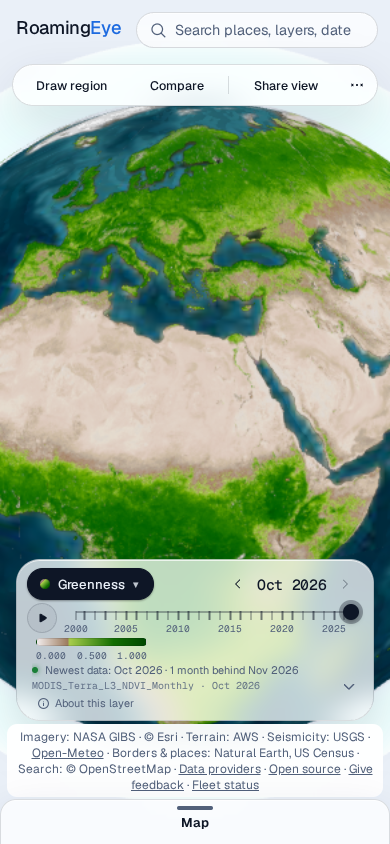 RoamingEye
Search places, layers, date
Draw region
Compare
Share view
···
Greenness ▾
Oct 2026
2000 2005 2010 2015 2020 2025
0.000 0.500 1.000
Newest data: Oct 2026 · 1 month behind Nov 2026
MODIS_Terra_L3_NDVI_Monthly · Oct 2026
About this layer
Imagery: NASA GIBS · © Esri · Terrain: AWS · Seismicity: USGS ·
Open-Meteo · Borders & places: Natural Earth, US Census ·
Search: © OpenStreetMap · Data providers · Open source · Give
feedback · Fleet status
Map